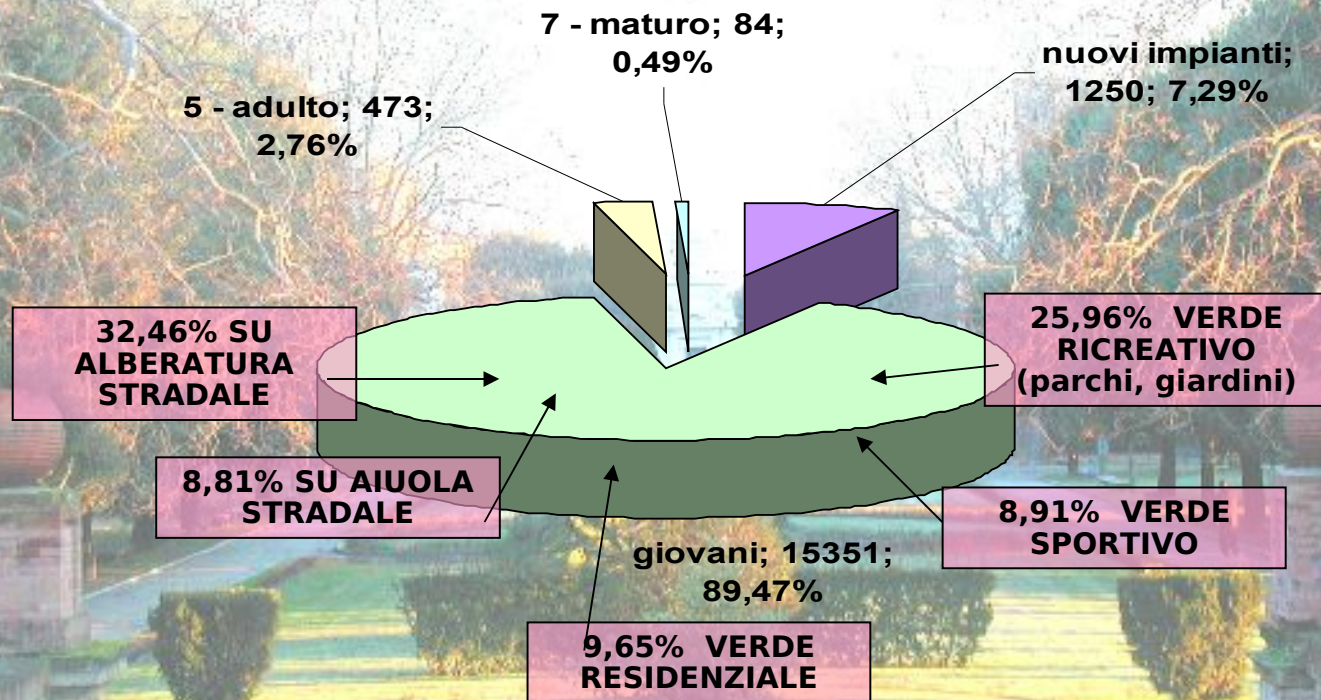 7 - maturo; 84;
0,49%
nuovi impianti;
1250; 7,29%
5 - adulto; 473;
2,76%
32,46% SU
ALBERATURA
STRADALE
25,96%  VERDE
RICREATIVO
(parchi, giardini)
8,81% SU AIUOLA
STRADALE
8,91%  VERDE
SPORTIVO
giovani; 15351;
89,47%
9,65%  VERDE
RESIDENZIALE